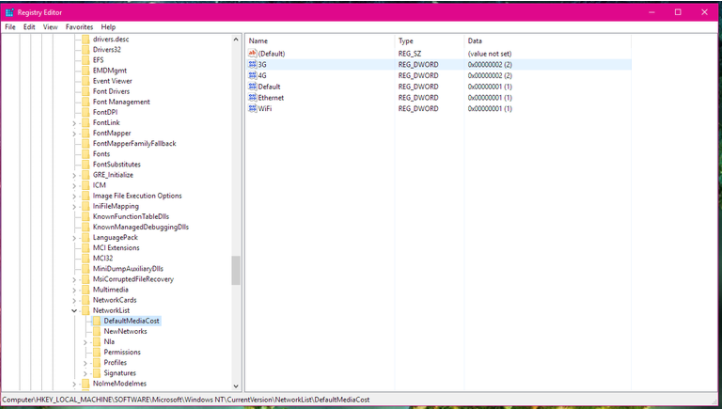 Registry Editor
File Edit View Favorites Help
drivers.desc
Drivers32
EFS
EMDMgmt
Event Viewer
Font Drivers
Font Management
FontDPI
FontLink
FontMapper
FontMapperFamilyFallback
Fonts
FontSubstitutes
GRE_Initialize
ICM
Image File Execution Options
IniFileMapping
KnownFunctionTableDlls
KnownManagedDebuggingDlls
LanguagePack
MCI Extensions
MCI32
MiniDumpAuxiliaryDlls
MsiCorruptedFileRecovery
Multimedia
NetworkCards
NetworkList
DefaultMediaCost
NewNetworks
Nla
Permissions
Profiles
Signatures
NoImeModeImes
Name Type Data
(Default) REG_SZ (value not set)
3G REG_DWORD 0x00000002 (2)
4G REG_DWORD 0x00000002 (2)
Default REG_DWORD 0x00000001 (1)
Ethernet REG_DWORD 0x00000001 (1)
WiFi REG_DWORD 0x00000001 (1)
Computer\HKEY_LOCAL_MACHINE\SOFTWARE\Microsoft\Windows NT\CurrentVersion\NetworkList\DefaultMediaCost